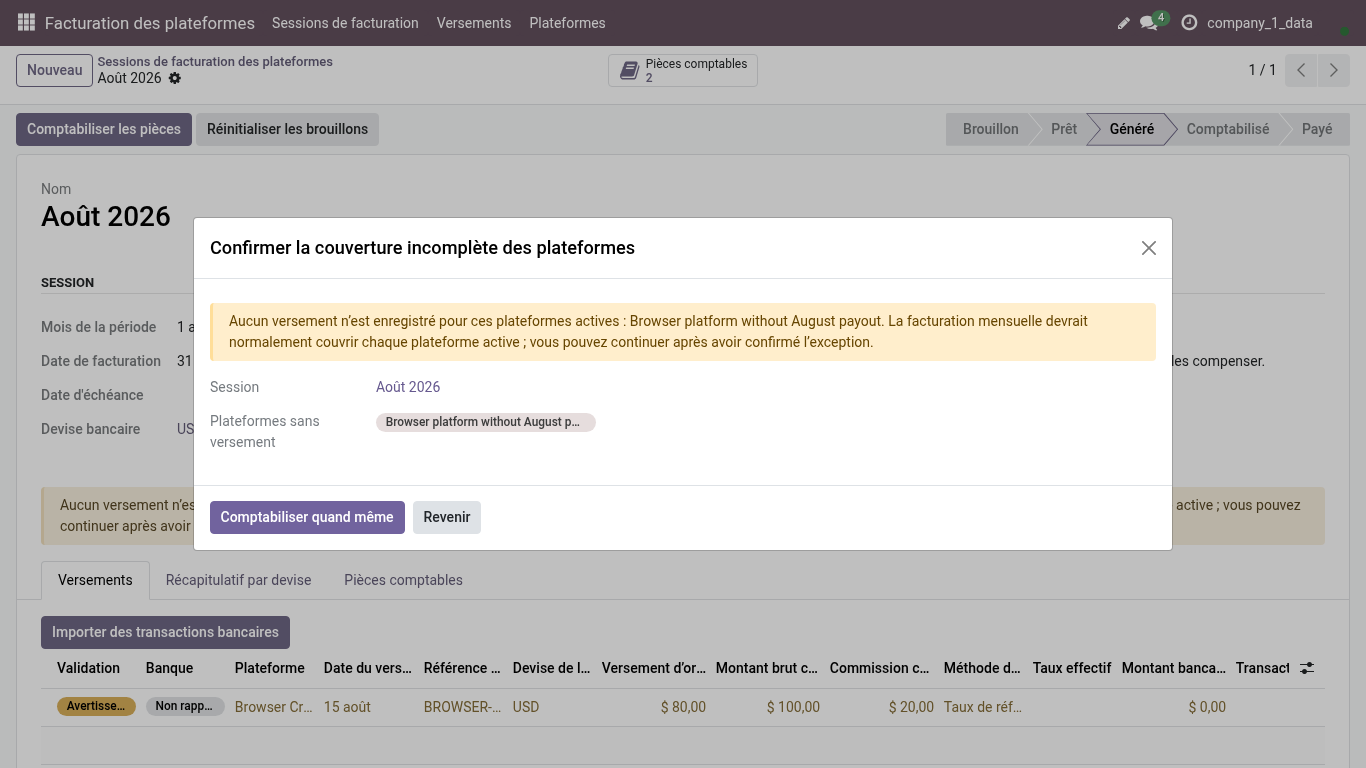 Facturation des plateformes
Sessions de facturation
Versements
Plateformes
4
company_1_data
Nouveau
Sessions de facturation des plateformes
Août 2026
Pièces comptables
2
1 / 1
Comptabiliser les pièces
Réinitialiser les brouillons
Brouillon
Prêt
Généré
Comptabilisé
Payé
Nom
Août 2026
Confirmer la couverture incomplète des plateformes
SESSION
Aucun versement n’est enregistré pour ces plateformes actives : Browser platform without August payout. La facturation mensuelle devrait
normalement couvrir chaque plateforme active ; vous pouvez continuer après avoir confirmé l’exception.
Mois de la période
1 a
Date de facturation
31
les compenser.
Date d'échéance
Devise bancaire
US
Session
Août 2026
Plateformes sans
versement
Browser platform without August p...
Comptabiliser quand même
Revenir
Aucun versement n’es
active ; vous pouvez
continuer après avoir
Versements
Récapitulatif par devise
Pièces comptables
Importer des transactions bancaires
Validation
Banque
Plateforme
Date du vers...
Référence ...
Devise de l...
Versement d’or...
Montant brut c...
Commission c...
Méthode d...
Taux effectif
Montant banca...
Transact
Avertisse...
Non rapp...
Browser Cr...
15 août
BROWSER-...
USD
$ 80,00
$ 100,00
$ 20,00
Taux de réf...
$ 0,00